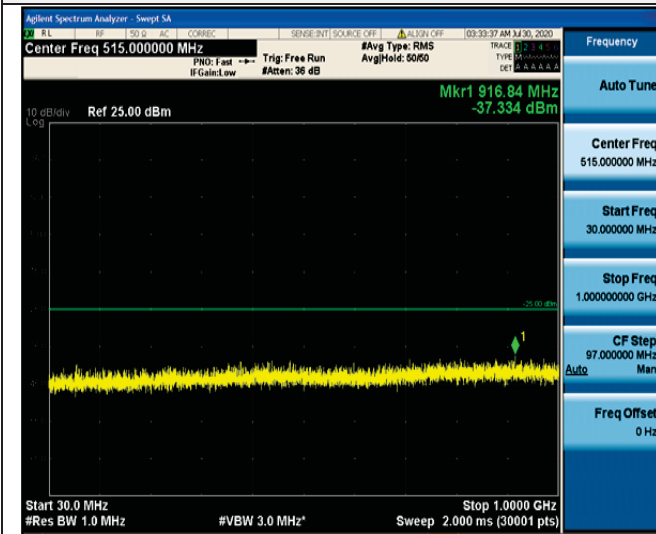 Agilent Spectrum Analyzer - Swept SA
RL RF 50 Ω AC CORREC SENSE:INT SOURCE OFF ALIGN OFF 03:33:37 AM Jul 30, 2020
Center Freq 515.000000 MHz
#Avg Type: RMS
TRACE 1 2 3 4 5 6
PNO: Fast
Trig: Free Run
Avg|Hold: 50/50
TYPE
IFGain:Low
#Atten: 36 dB
DET A A A A A A
Mkr1 916.84 MHz
-37.334 dBm
10 dB/div
Log
Ref 25.00 dBm
-25.00 dBm
1
Start 30.0 MHz
Stop 1.0000 GHz
#Res BW 1.0 MHz
#VBW 3.0 MHz*
Sweep 2.000 ms (30001 pts)
Frequency
Auto Tune
Center Freq
515.000000 MHz
Start Freq
30.000000 MHz
Stop Freq
1.000000000 GHz
CF Step
97.000000 MHz
Auto Man
Freq Offset
0 Hz